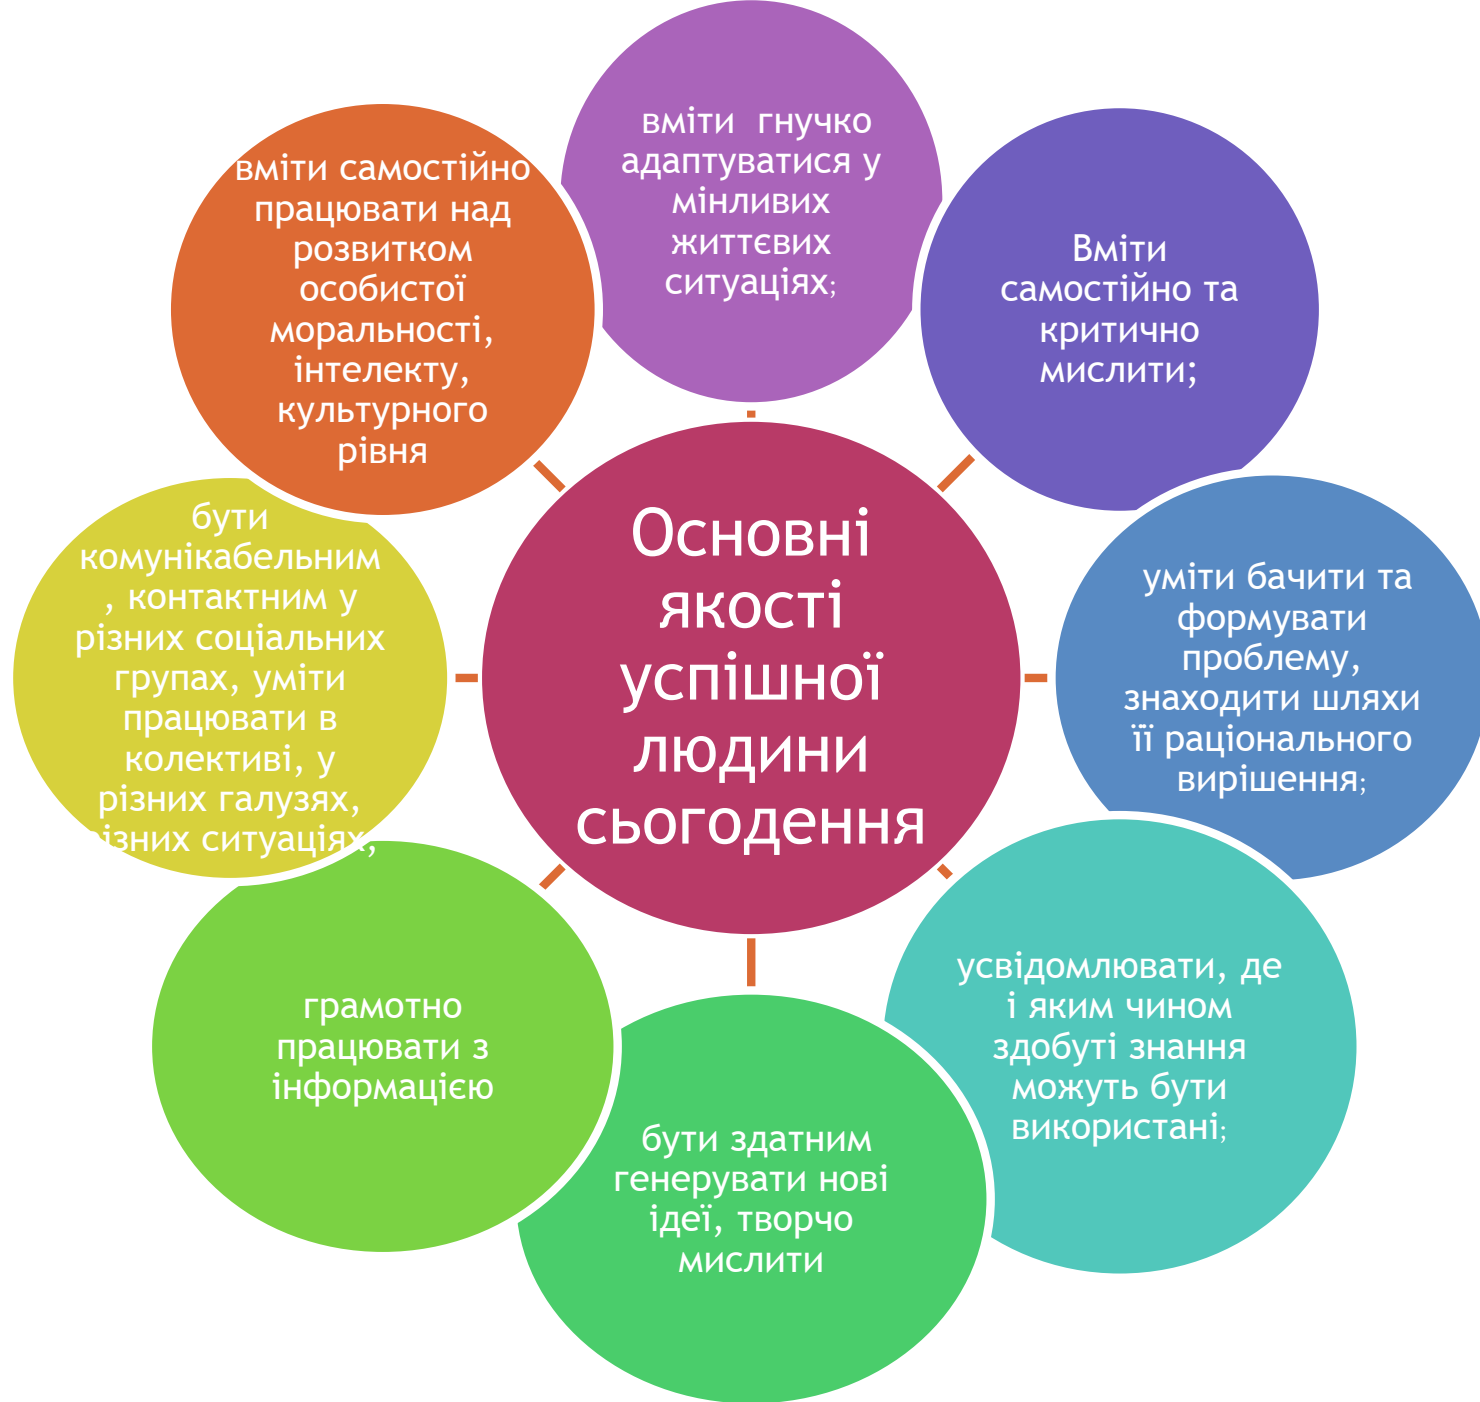 вміти гнучко
адаптуватися у
мінливих
життєвих
ситуаціях;
Вміти
самостійно та
критично
мислити;
уміти бачити та
формувати
проблему,
знаходити шляхи
її раціонального
вирішення;
усвідомлювати, де
і яким чином
здобуті знання
можуть бути
використані;
бути здатним
генерувати нові
ідеї, творчо
мислити
грамотно
працювати з
інформацією
бути
комунікабельним
, контактним у
різних соціальних
групах, уміти
працювати в
колективі, у
різних галузях,
різних ситуаціях,
вміти самостійно
працювати над
розвитком
особистої
моральності,
інтелекту,
культурного
рівня
Основні
якості
успішної
людини
сьогодення